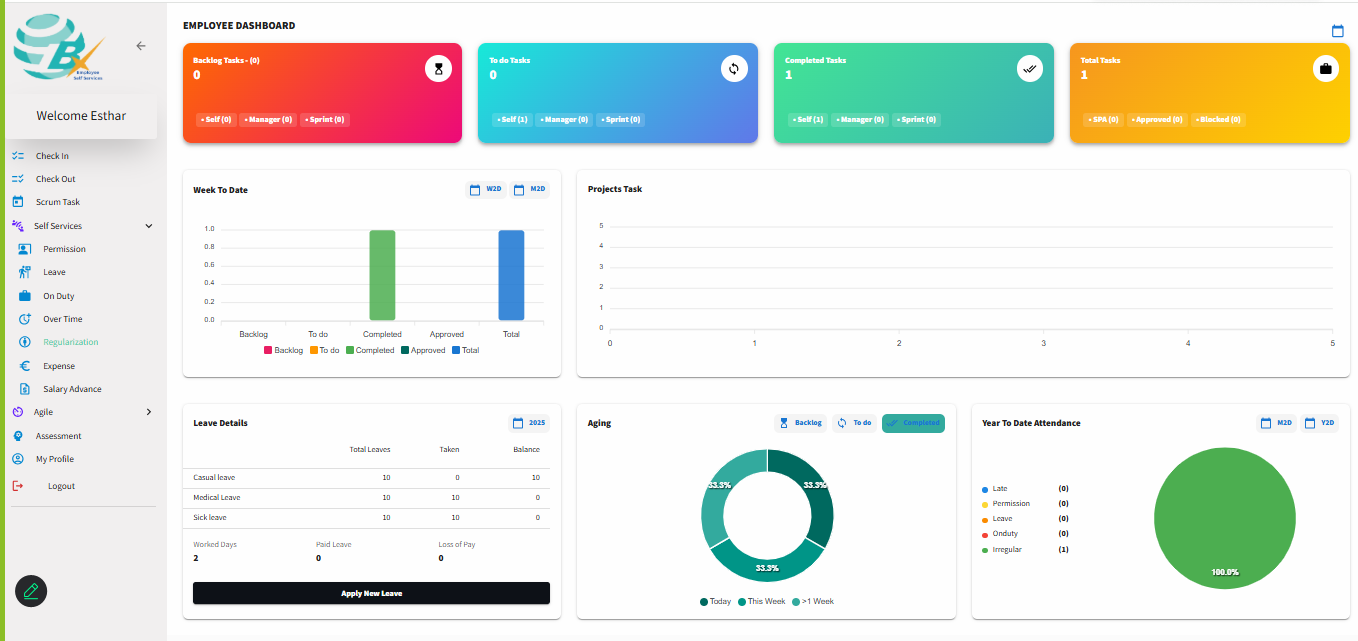 Bx
Employee
Self Services
Welcome Esthar
Check In
Check Out
Scrum Task
Self Services
Permission
Leave
On Duty
Over Time
Regularization
Expense
Salary Advance
Agile
Assessment
My Profile
Logout
EMPLOYEE DASHBOARD
Backlog Tasks - (0)
0
• Self (0) • Manager (0) • Sprint (0)
To do Tasks
0
• Self (1) • Manager (0) • Sprint (0)
Completed Tasks
1
• Self (1) • Manager (0) • Sprint (0)
Total Tasks
1
• SPA (0) • Approved (0) • Blocked (0)
Week To Date W2D M2D
1.0
0.8
0.6
0.4
0.2
0.0
Backlog To do Completed Approved Total
Backlog To do Completed Approved Total
Projects Task
5
4
3
2
1
0
0 1 2 3 4 5
Leave Details 2025
Total Leaves Taken Balance
Casual leave 10 0 10
Medical Leave 10 10 0
Sick leave 10 10 0
Worked Days Paid Leave Loss of Pay
2 0 0
Apply New Leave
Aging Backlog To do Completed
33.3% 33.3%
33.3%
Today This Week >1 Week
Year To Date Attendance M2D Y2D
Late (0)
Permission (0)
Leave (0)
Onduty (0)
Irregular (1)
100.0%